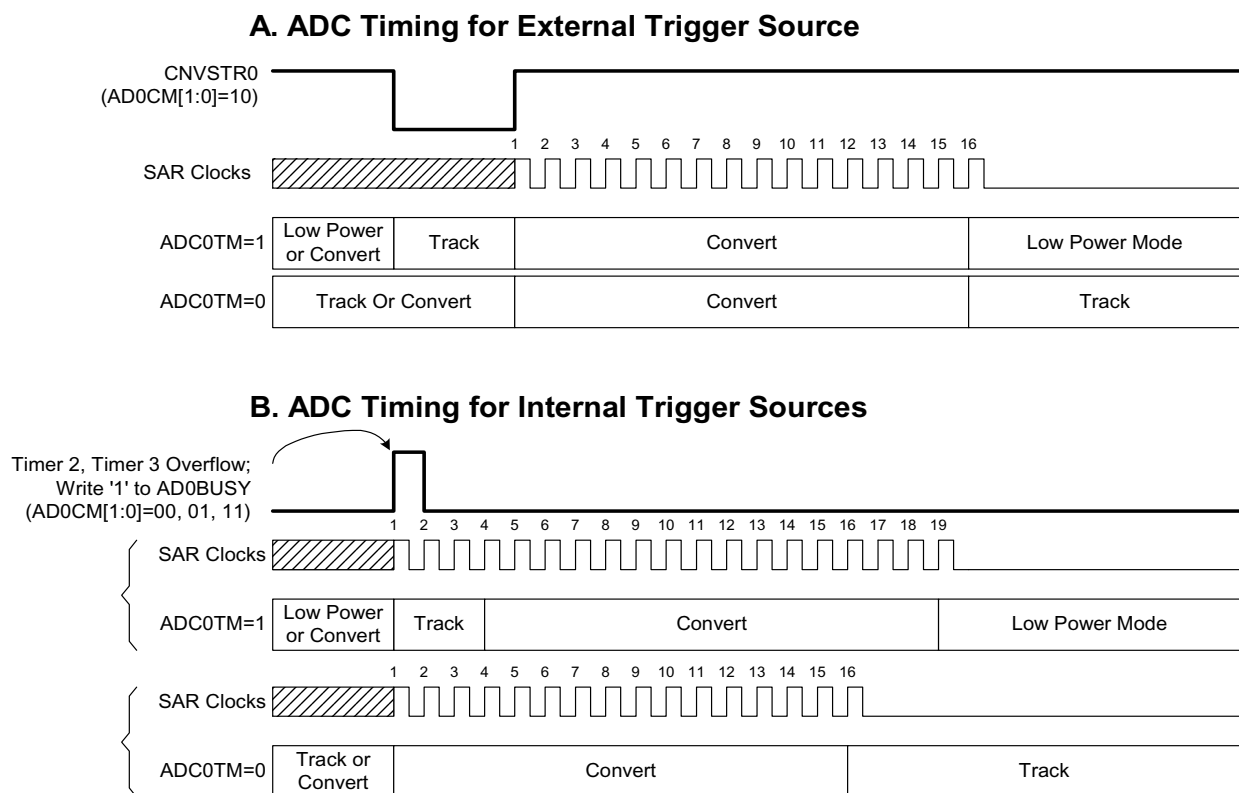 A. ADC Timing for External Trigger Source
CNVSTR0
(AD0CM[1:0]=10)
1 2 3 4 5 6 7 8 9 10 11 12 13 14 15 16
SAR Clocks
ADC0TM=1
Low Power
or Convert
Track
Convert
Low Power Mode
ADC0TM=0
Track Or Convert
Convert
Track
B. ADC Timing for Internal Trigger Sources
Timer 2, Timer 3 Overflow;
Write '1' to AD0BUSY
(AD0CM[1:0]=00, 01, 11)
1 2 3 4 5 6 7 8 9 10 11 12 13 14 15 16 17 18 19
SAR Clocks
ADC0TM=1
Low Power
or Convert
Track
Convert
Low Power Mode
1 2 3 4 5 6 7 8 9 10 11 12 13 14 15 16
SAR Clocks
ADC0TM=0
Track or
Convert
Convert
Track